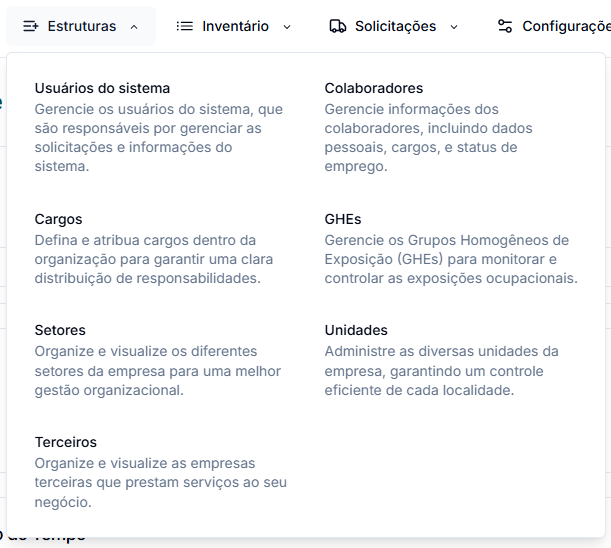 Estruturas
Inventário
Solicitações
Usuários do sistema
Gerencie os usuários do sistema, que
são responsáveis por gerenciar as
solicitações e informações do
sistema.
Colaboradores
Gerencie informações dos
colaboradores, incluindo dados
pessoais, cargos, e status de
emprego.
Cargos
Defina e atribua cargos dentro da
organização para garantir uma clara
distribuição de responsabilidades.
GHEs
Gerencie os Grupos Homogêneos de
Exposição (GHEs) para monitorar e
controlar as exposições ocupacionais.
Setores
Organize e visualize os diferentes
setores da empresa para uma melhor
gestão organizacional.
Unidades
Administre as diversas unidades da
empresa, garantindo um controle
eficiente de cada localidade.
Terceiros
Organize e visualize as empresas
terceiras que prestam serviços ao seu
negócio.